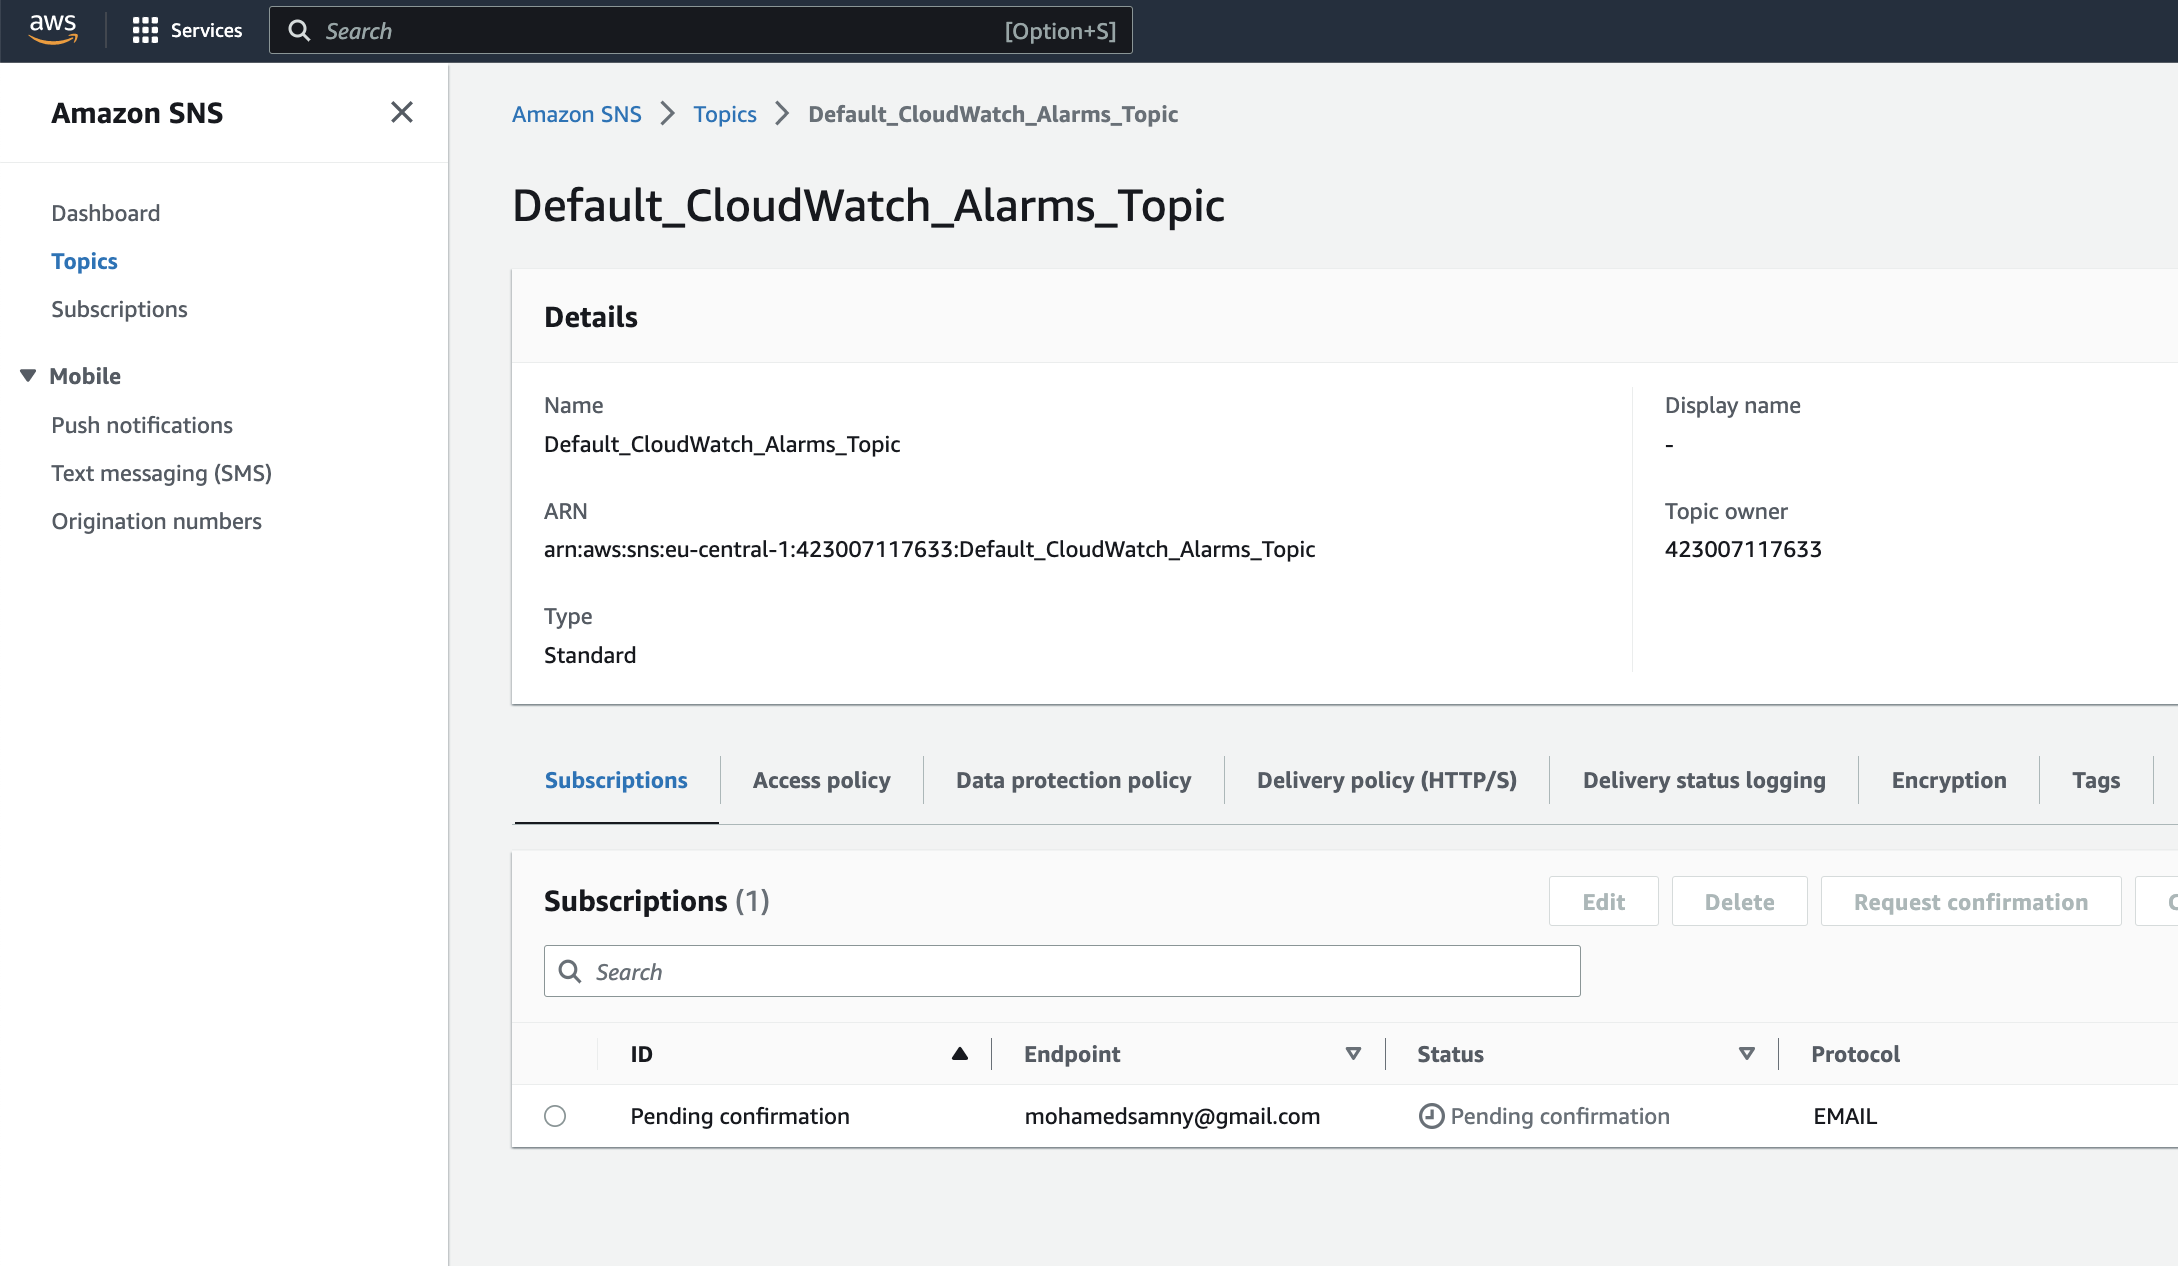 aws
Services
Search
[Option+S]
Amazon SNS
Dashboard
Topics
Subscriptions
Mobile
Push notifications
Text messaging (SMS)
Origination numbers
Amazon SNS
Topics
Default_CloudWatch_Alarms_Topic
Default_CloudWatch_Alarms_Topic
Details
Name
Default_CloudWatch_Alarms_Topic
ARN
arn:aws:sns:eu-central-1:423007117633:Default_CloudWatch_Alarms_Topic
Type
Standard
Display name
-
Topic owner
423007117633
Subscriptions
Access policy
Data protection policy
Delivery policy (HTTP/S)
Delivery status logging
Encryption
Tags
Subscriptions (1)
Edit
Delete
Request confirmation
Search
ID
Endpoint
Status
Protocol
Pending confirmation
mohamedsamny@gmail.com
Pending confirmation
EMAIL